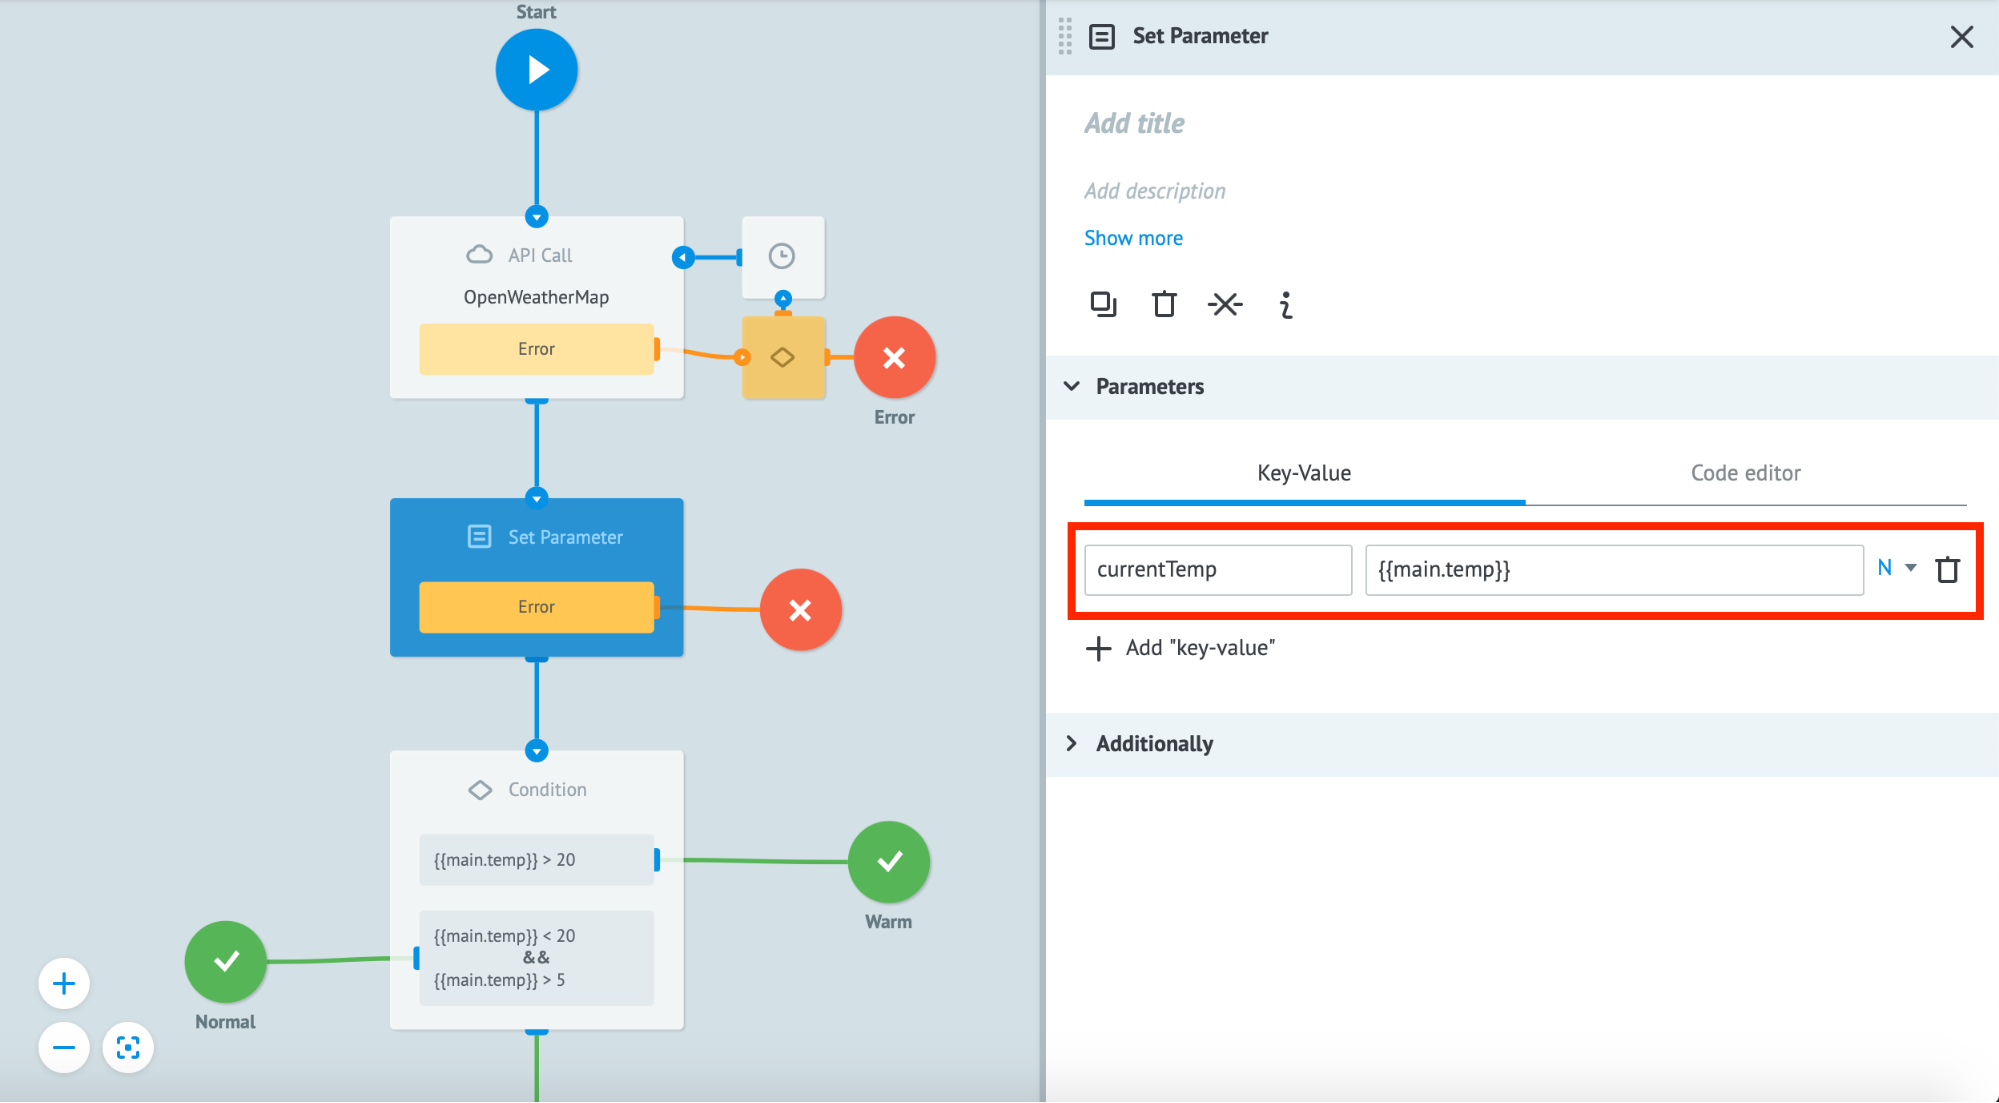 Start
API Call
OpenWeatherMap
Error
Error
Set Parameter
Error
Condition
{{main.temp}} > 20
Warm
{{main.temp}} < 20
&&
{{main.temp}} > 5
Normal
Set Parameter
Add title
Add description
Show more
Parameters
Key-Value
Code editor
currentTemp
{{main.temp}}
N
Add "key-value"
Additionally